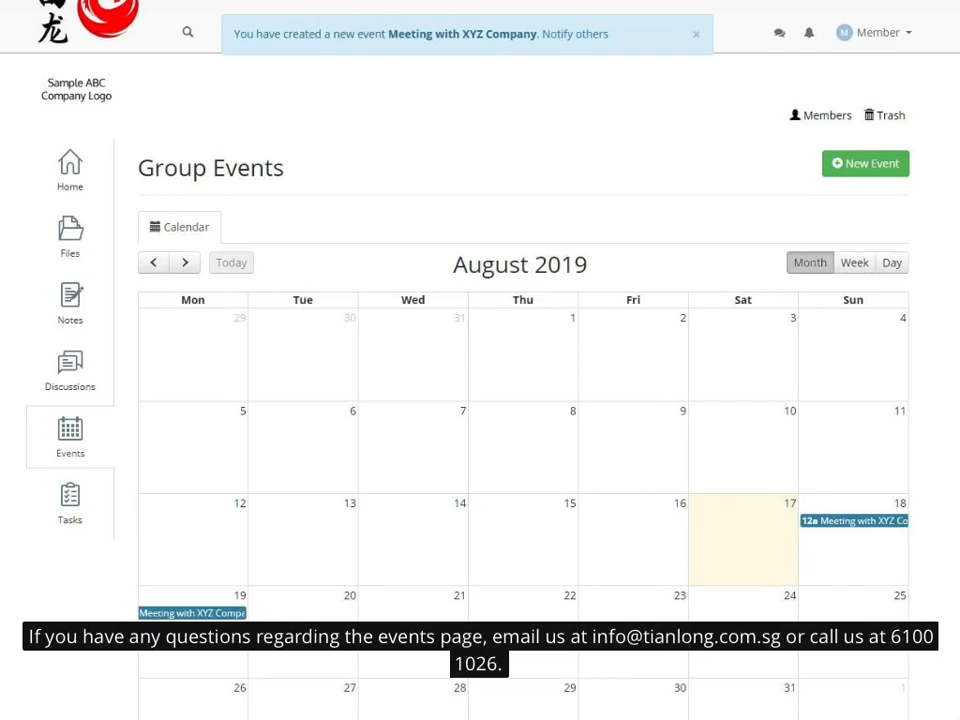 龙
You have created a new event Meeting with XYZ Company. Notify others ×
M Member
Sample ABC
Company Logo
Members Trash
Home
Files
Notes
Discussions
Events
Tasks
Group Events
New Event
Calendar
Today
August 2019
Month Week Day
Mon Tue Wed Thu Fri Sat Sun
29 30 31 1 2 3 4
5 6 7 8 9 10 11
12 13 14 15 16 17 18
12a Meeting with XYZ Co
19 20 21 22 23 24 25
Meeting with XYZ Compa
If you have any questions regarding the events page, email us at info@tianlong.com.sg or call us at 6100
1026.
26 27 28 29 30 31 1